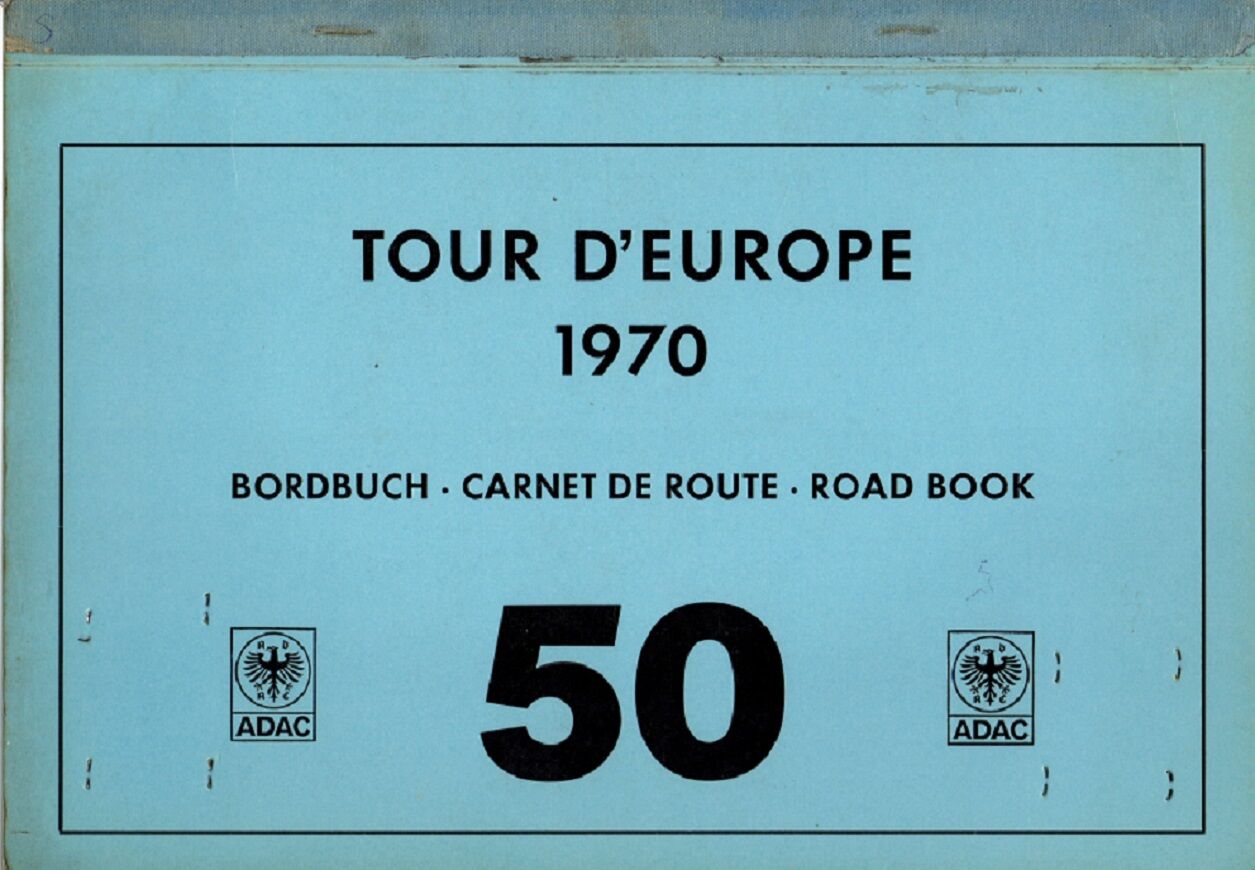 TOUR D’EUROPE
1970
BORDBUCH · CARNET DE ROUTE · ROAD BOOK
50
A D
A C
ADAC
A D
A C
ADAC